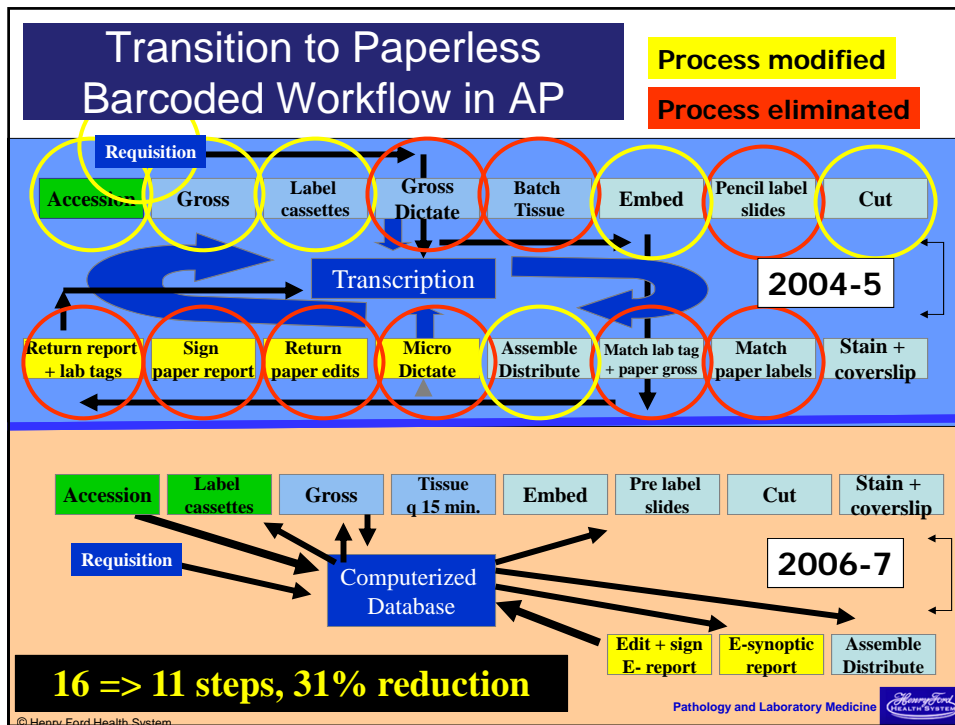 Transition to Paperless
Barcoded Workflow in AP
Process modified
Process eliminated
Requisition
Accession
Gross
Label
cassettes
Gross
Dictate
Batch
Tissue
Embed
Pencil label
slides
Cut
Transcription
2004-5
Return report
+ lab tags
Sign
paper report
Return
paper edits
Micro
Dictate
Assemble
Distribute
Match lab tag
+ paper gross
Match
paper labels
Stain +
coverslip
Accession
Label
cassettes
Gross
Tissue
q 15 min.
Embed
Pre label
slides
Cut
Stain +
coverslip
Requisition
Computerized
Database
2006-7
Edit + sign
E- report
E-synoptic
report
Assemble
Distribute
16 => 11 steps, 31% reduction
Pathology and Laboratory Medicine
Henry Ford
HEALTH SYSTEM
© Henry Ford Health System